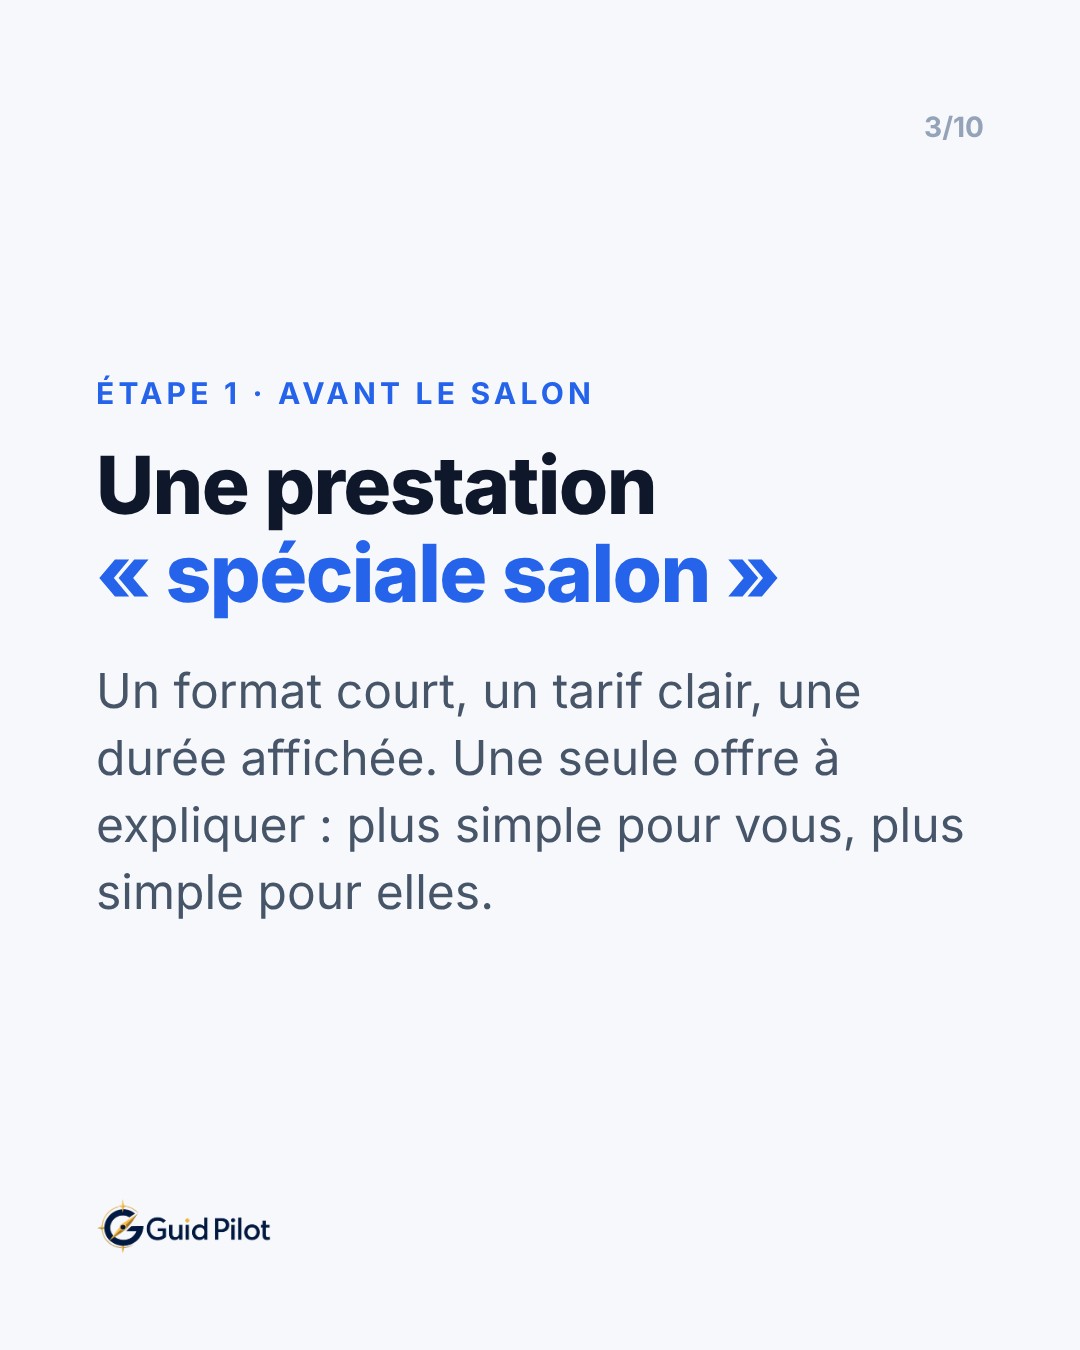 3/10
ÉTAPE 1 · AVANT LE SALON
Une prestation
« spéciale salon »
Un format court, un tarif clair, une
durée affichée. Une seule offre à
expliquer : plus simple pour vous, plus
simple pour elles.
Guid Pilot